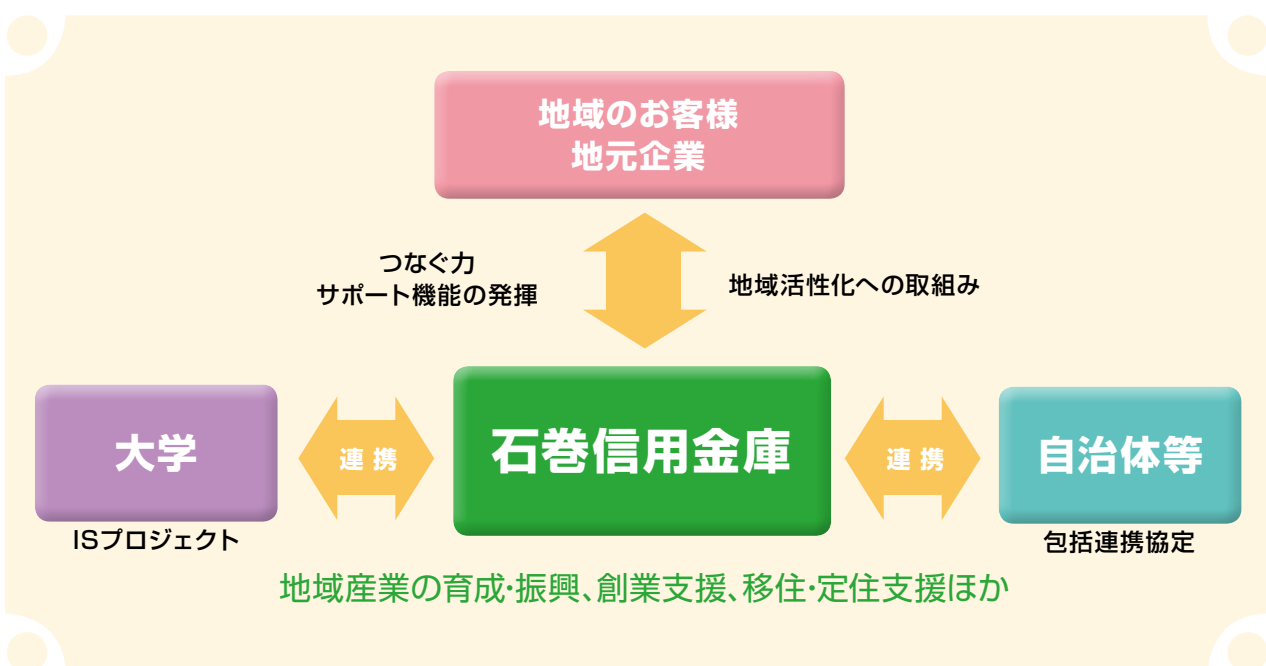 地域のお客様
地元企業
つなぐ力
サポート機能の発揮
地域活性化への取組み
大学
連携
石巻信用金庫
連携
自治体等
ISプロジェクト
包括連携協定
地域産業の育成・振興、創業支援、移住・定住支援ほか